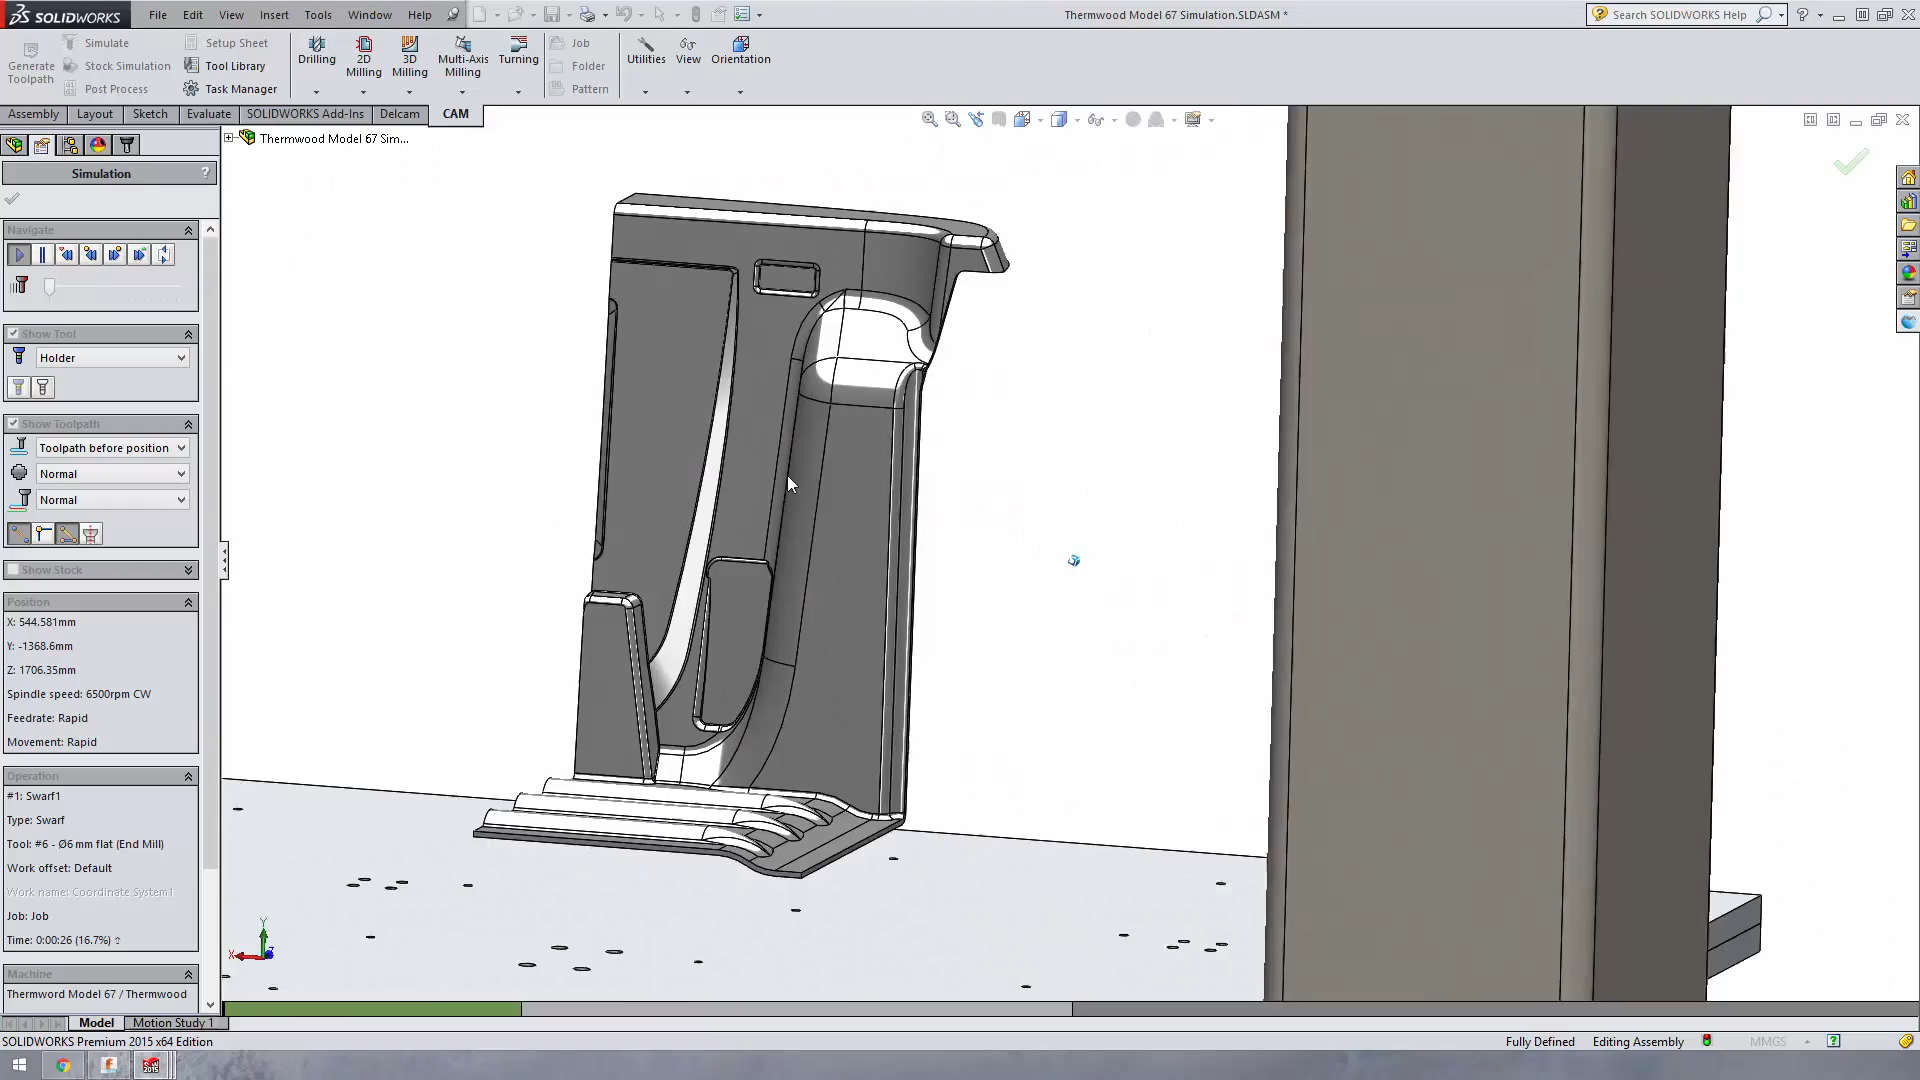 SOLIDWORKS File Edit View Insert Tools Window Help Thermwood Model 67 Simulation.SLDASM * Search SOLIDWORKS Help
Generate Toolpath
Simulate
Stock Simulation
Post Process
Setup Sheet
Tool Library
Task Manager
Drilling
2D Milling
3D Milling
Multi-Axis Milling
Turning
Job
Folder
Pattern
Utilities
View
Orientation
Assembly Layout Sketch Evaluate SOLIDWORKS Add-Ins Delcam CAM
Thermwood Model 67 Sim...
Simulation ?
Navigate
Show Tool
Holder
Show Toolpath
Toolpath before position
Normal
Normal
Show Stock
Position
X: 544.581mm
Y: -1368.6mm
Z: 1706.35mm
Spindle speed: 6500rpm CW
Feedrate: Rapid
Movement: Rapid
Operation
#1: Swarf1
Type: Swarf
Tool: #6 - Ø6 mm flat (End Mill)
Work offset: Default
Work name: Coordinate System1
Job: Job
Time: 0:00:26 (16.7%)
Machine
Thermword Model 67 / Thermwood
Y
X
Z
Model Motion Study 1
SOLIDWORKS Premium 2015 x64 Edition Fully Defined Editing Assembly MMGS